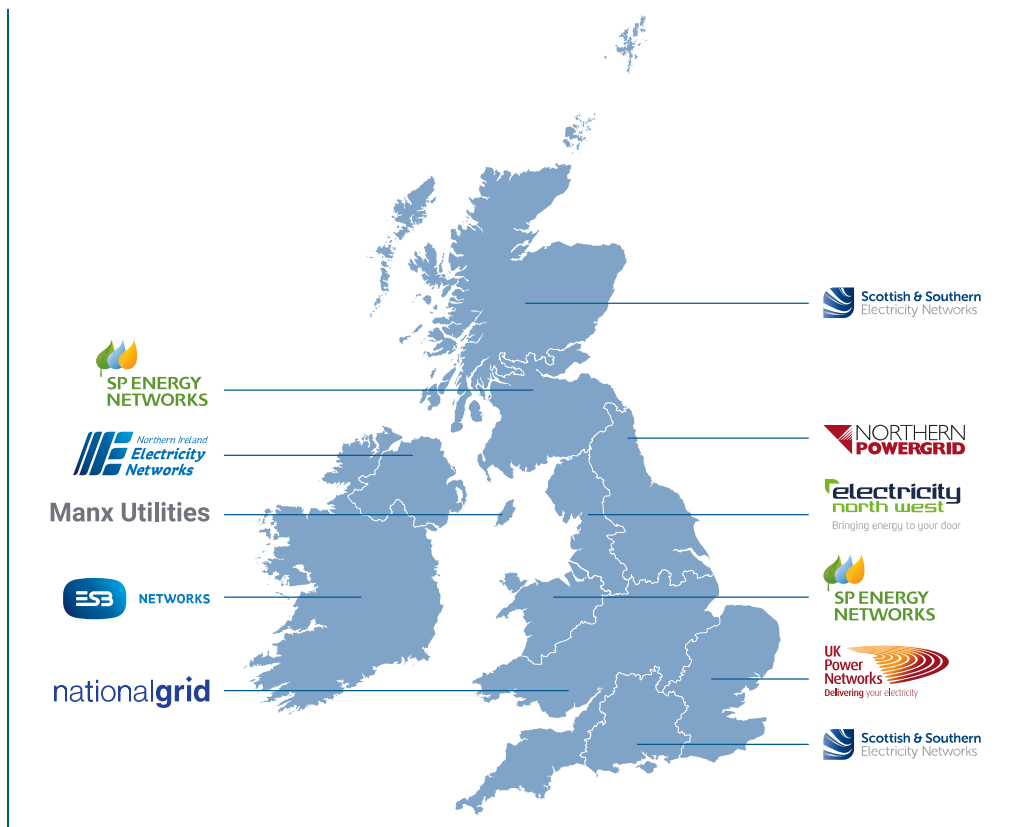 SP ENERGY
NETWORKS
Northern Ireland
Electricity
Networks
Manx Utilities
ESB NETWORKS
nationalgrid
Scottish & Southern
Electricity Networks
NORTHERN
POWERGRID
electricity
north west
Bringing energy to your door
SP ENERGY
NETWORKS
UK
Power
Networks
Delivering your electricity
Scottish & Southern
Electricity Networks